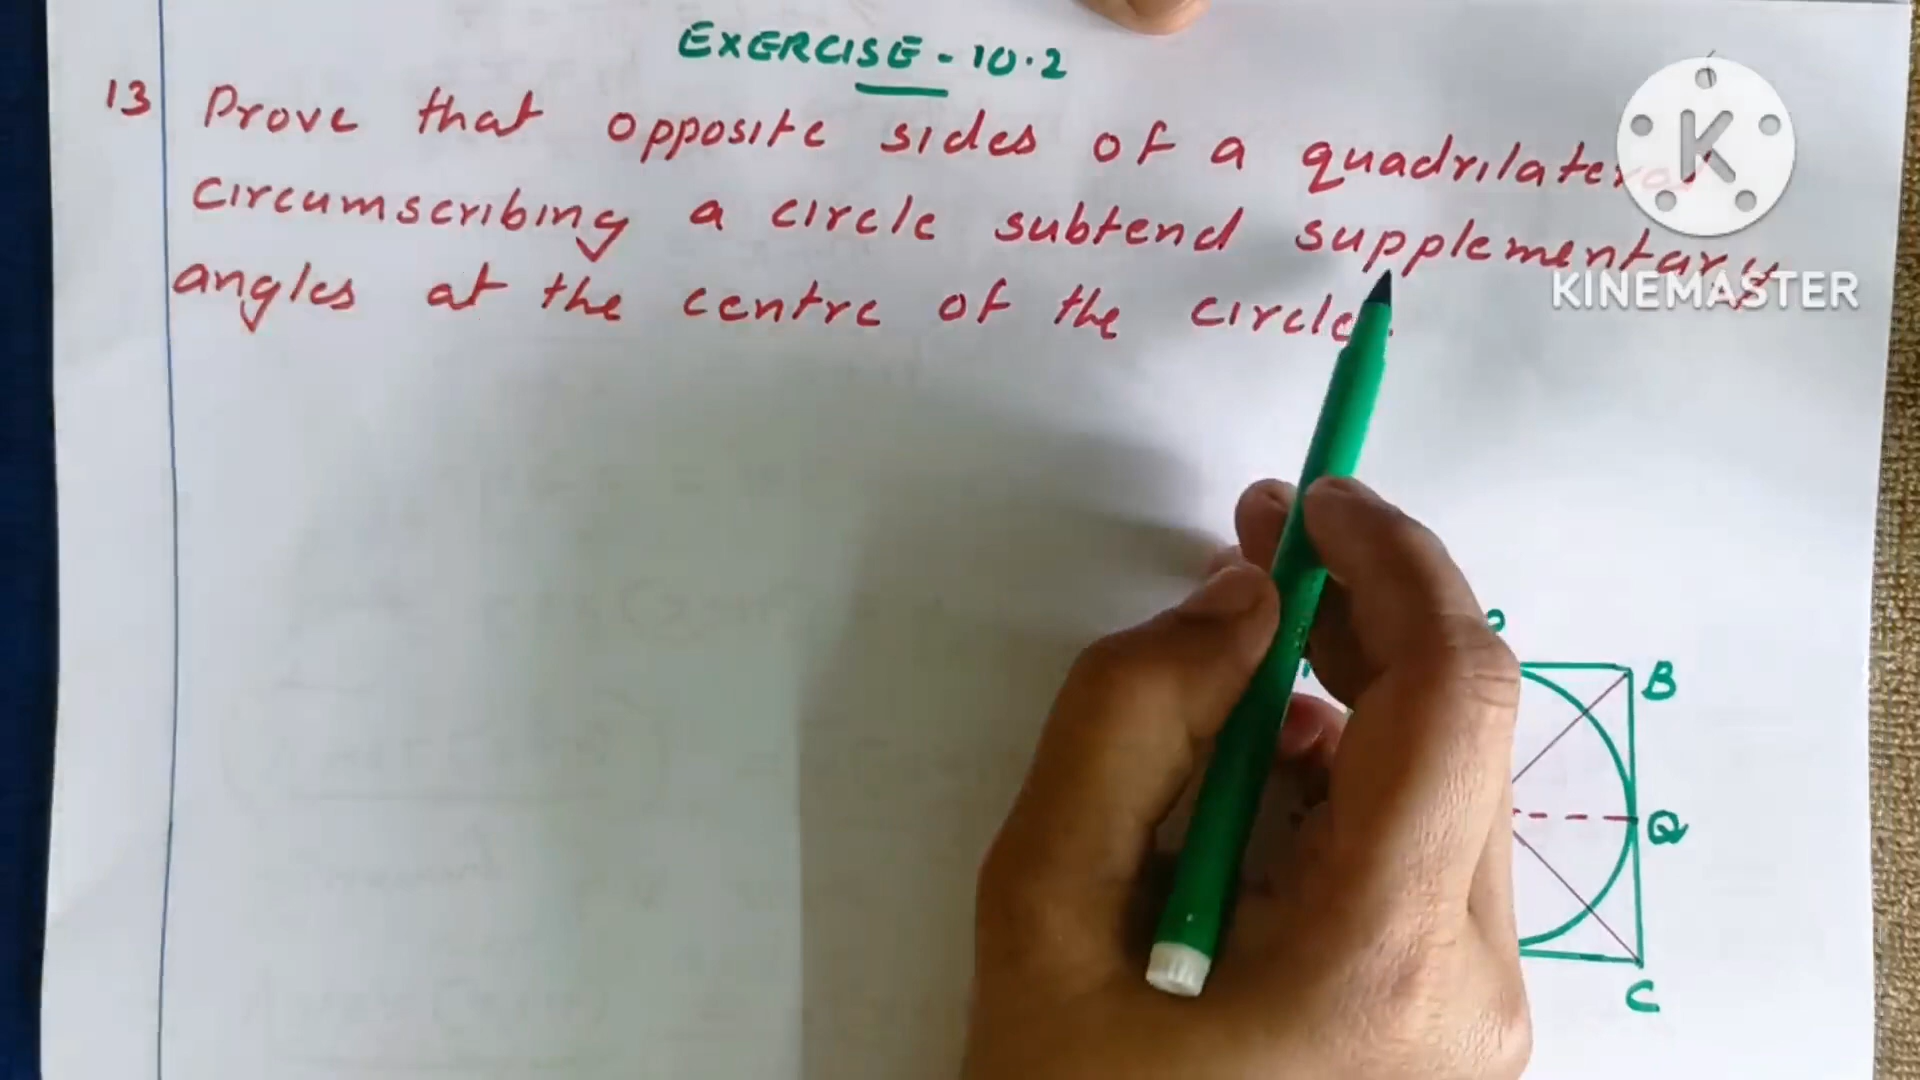 EXERCISE - 10.2
13 Prove that opposite sides of a quadrilateral
circumscribing a circle subtend supplementary
angles at the centre of the circle.
K
KINEMASTER
B
Q
C